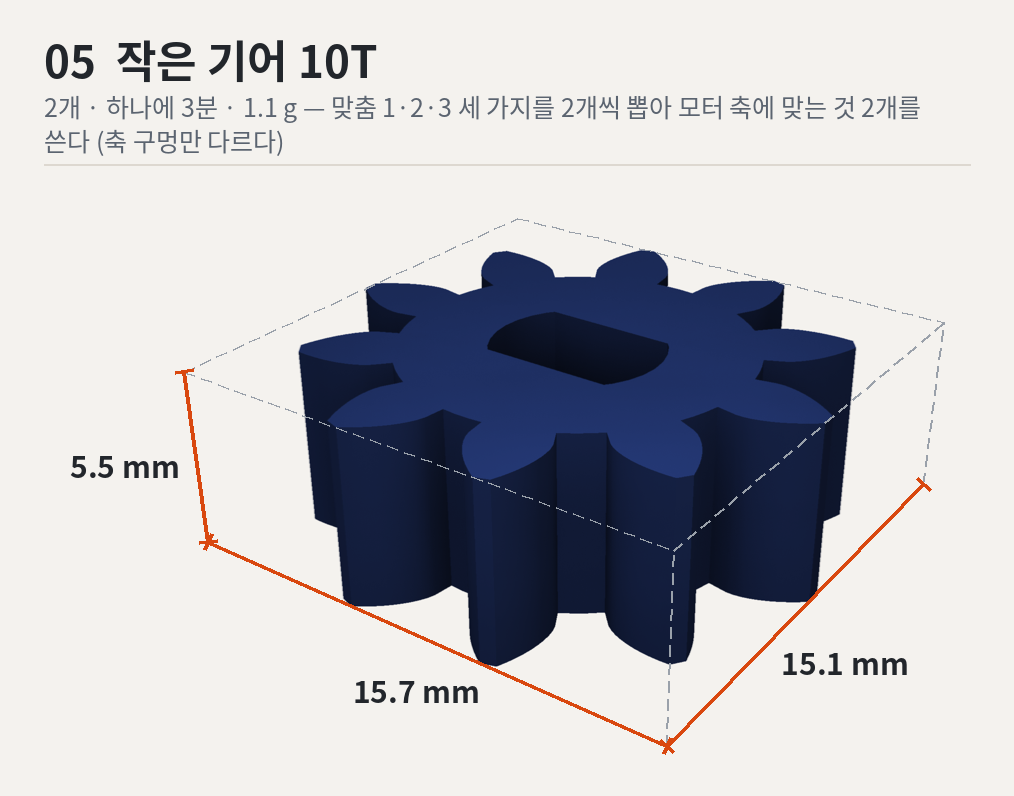 05 작은 기어 10T
2개 · 하나에 3분 · 1.1 g — 맞춤 1·2·3 세 가지를 2개씩 뽑아 모터 축에 맞는 것 2개를
쓴다 (축 구멍만 다르다)
5.5 mm
15.1 mm
15.7 mm